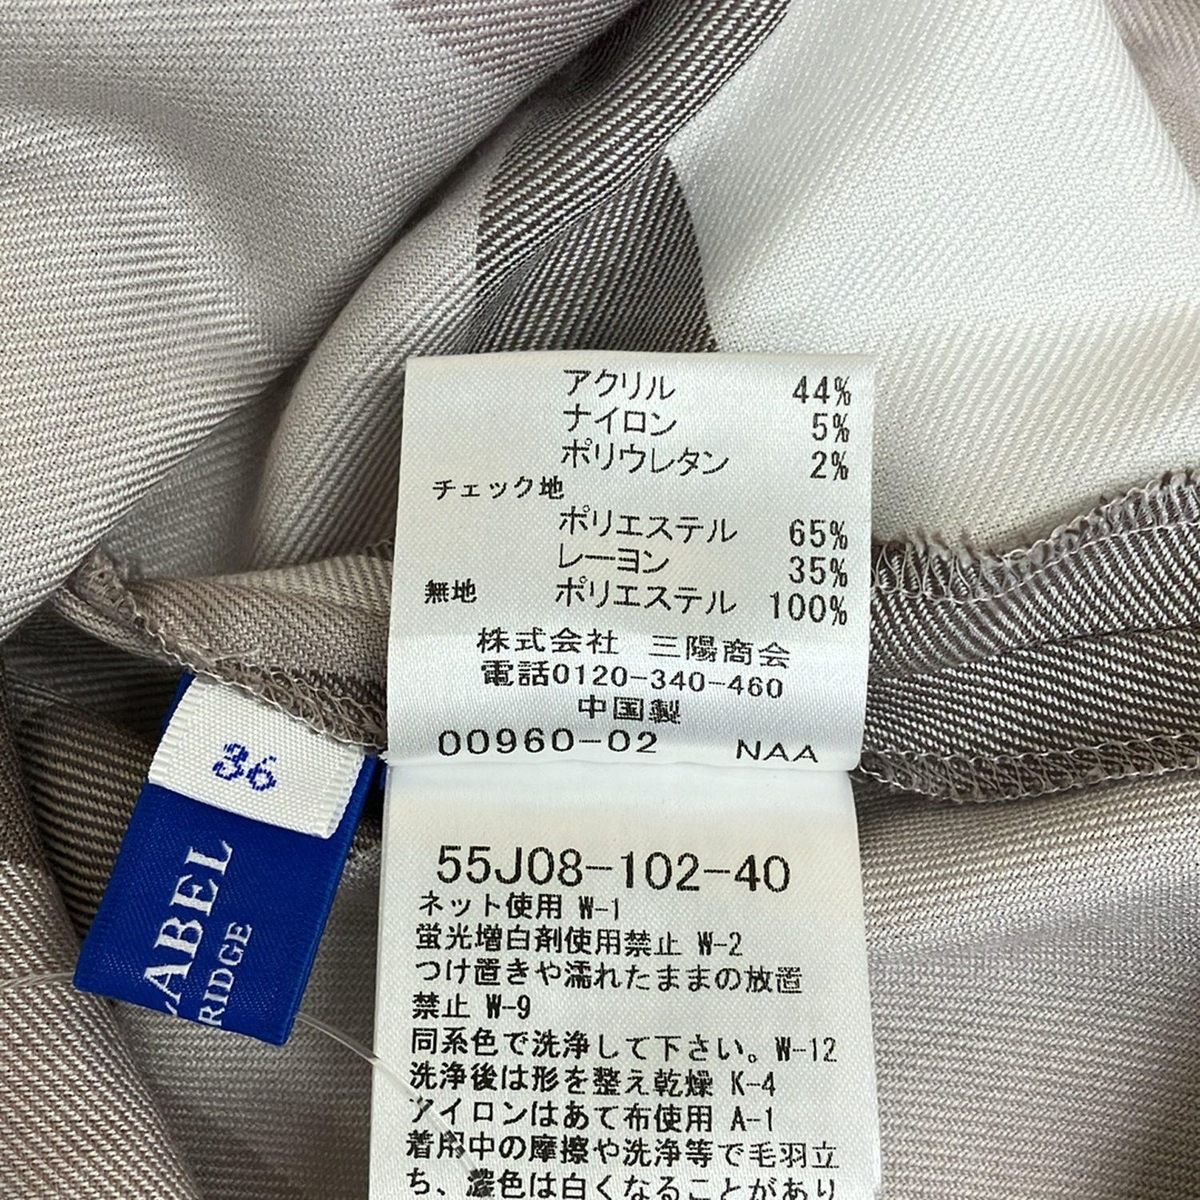 アクリル 44%
ナイロン 5%
ポリウレタン 2%
チェック地
ポリエステル 65%
レーヨン 35%
無地 ポリエステル 100%
株式会社 三陽商会
電話0120-340-460
中国製
00960-02 NAA
36
ABEL
RIDGE
55J08-102-40
ネット使用 W-1
蛍光増白剤使用禁止 W-2
つけ置きや濡れたままの放置
禁止 W-9
同系色で洗浄して下さい。W-12
洗浄後は形を整え乾燥 K-4
アイロンはあて布使用 A-1
着用中の摩擦や洗浄等で毛羽立
ち、濃色は白くなることがあり